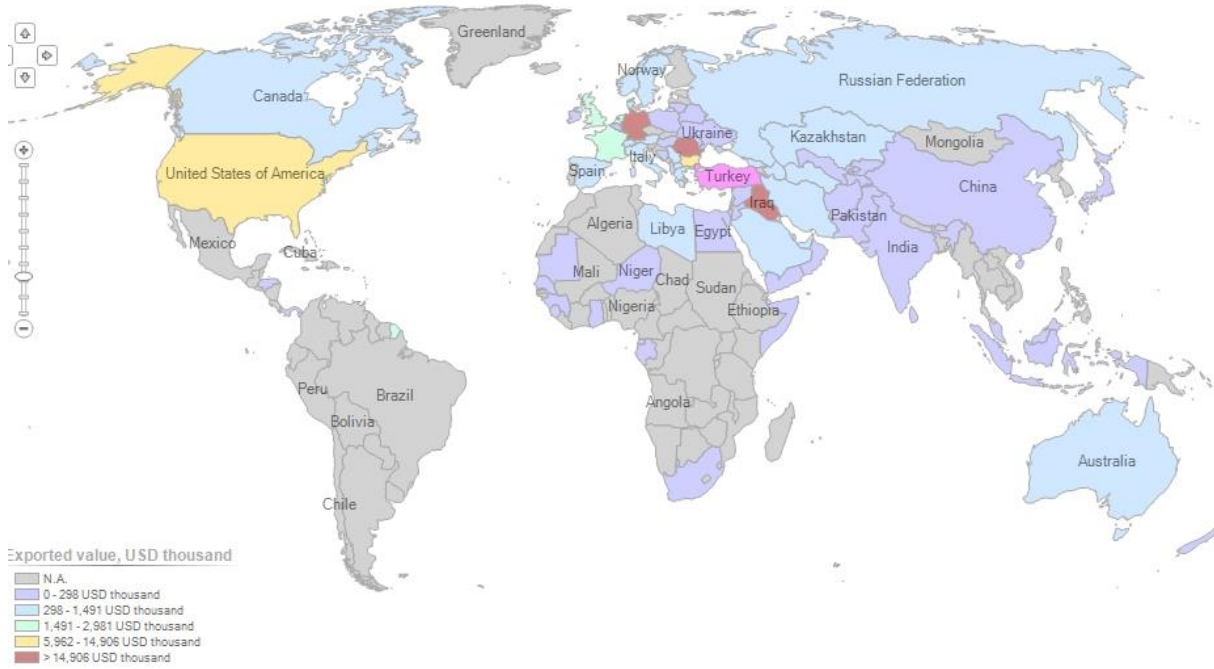 Greenland
Norway
Russian Federation
Canada
Ukraine
Kazakhstan
Mongolia
Italy
Spain
United States of America
Turkey
China
Iraq
Pakistan
Algeria
Libya
Egypt
Mexico
India
Cuba
Mali
Niger
Chad
Sudan
Nigeria
Ethiopia
Peru
Brazil
Angola
Bolivia
Australia
Chile
Exported value, USD thousand
N.A.
0 - 298 USD thousand
298 - 1,491 USD thousand
1,491 - 2,981 USD thousand
5,962 - 14,906 USD thousand
> 14,906 USD thousand